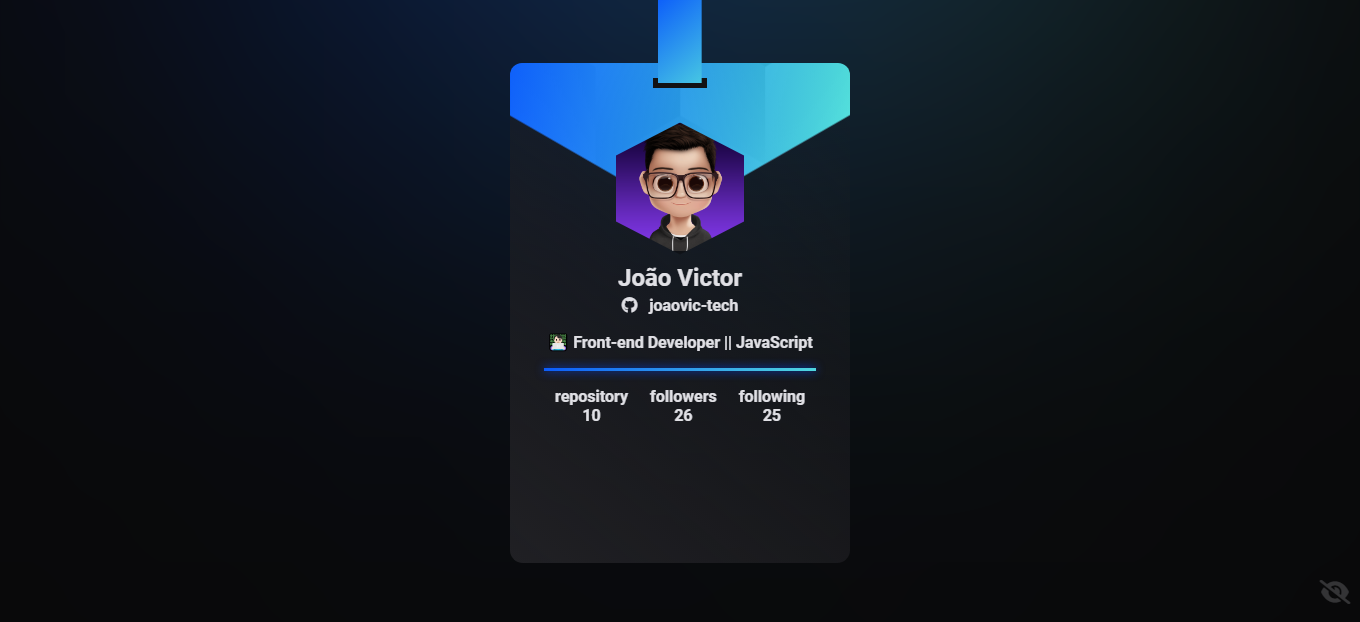 João Victor
joaovic-tech
Front-end Developer || JavaScript
repository followers following
10 26 25